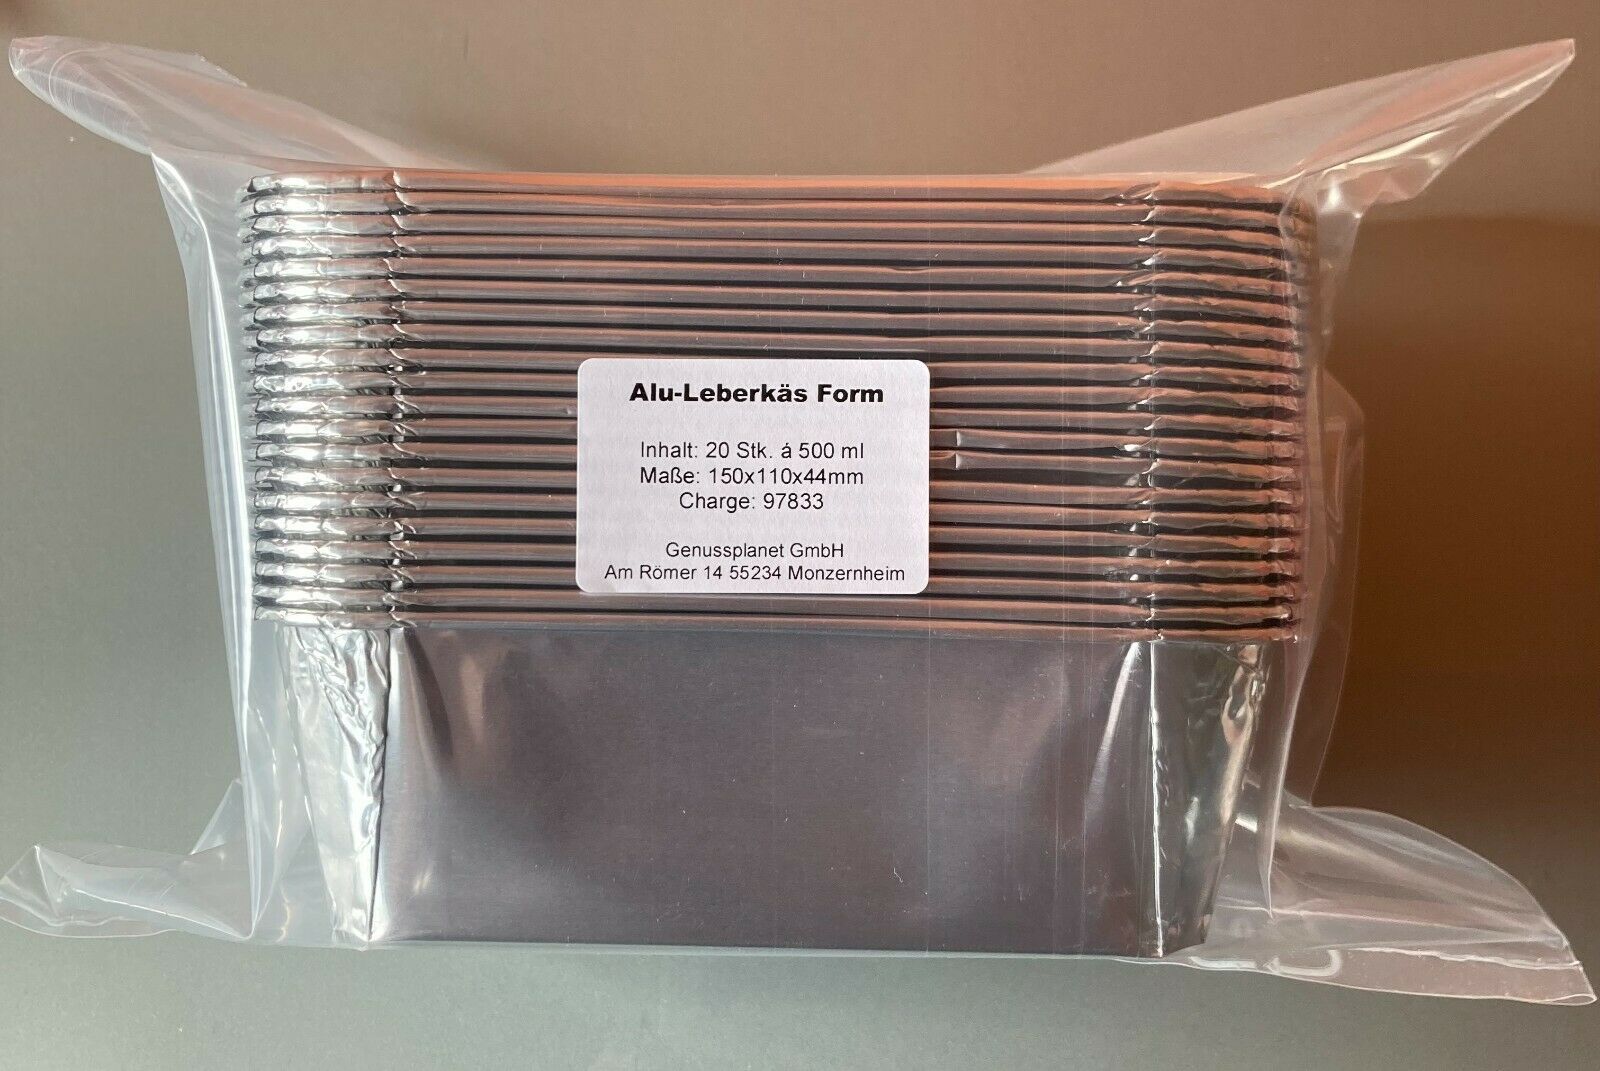 Alu-Leberkäs Form
Inhalt: 20 Stk. á 500 ml
Maße: 150x110x44mm
Charge: 97833
Genussplanet GmbH
Am Römer 14 55234 Monzernheim